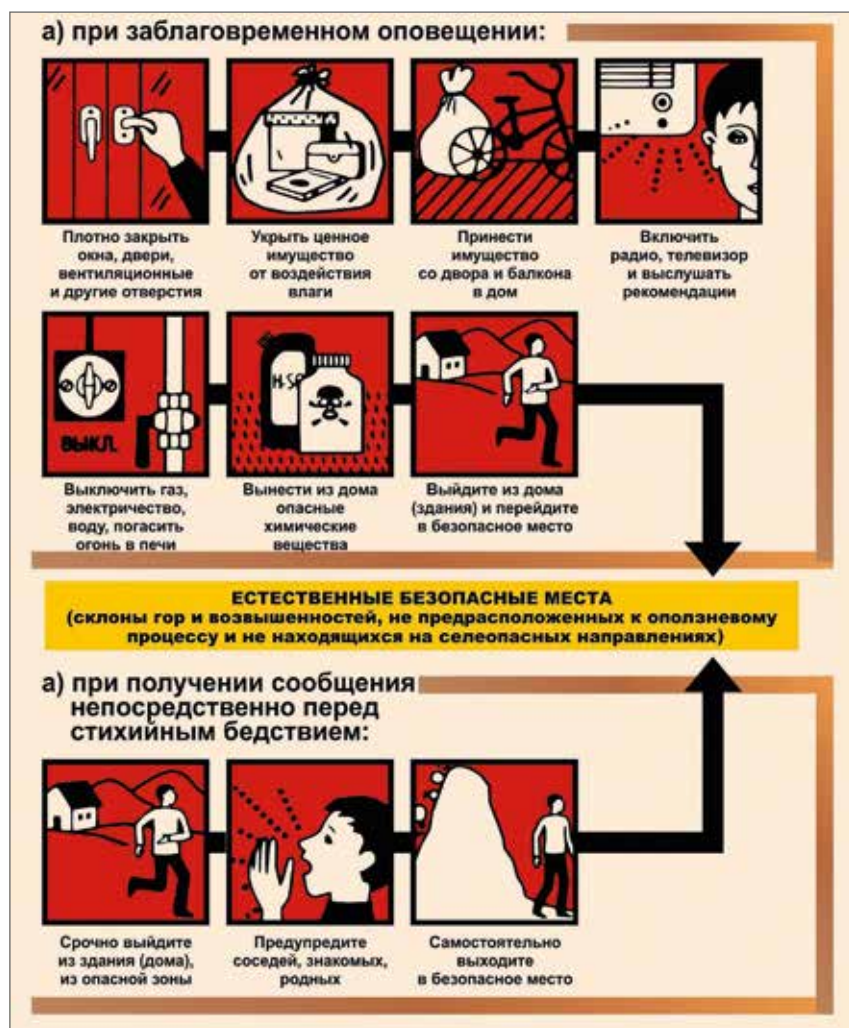 а) при заблаговременном оповещении:
Плотно закрыть
окна, двери,
вентиляционные
и другие отверстия
Укрыть ценное
имущество
от воздействия
влаги
Принести
имущество
со двора и балкона
в дом
Включить
радио, телевизор
и выслушать
рекомендации
ВЫКЛ.
Выключить газ,
электричество,
воду, погасить
огонь в печи
Вынести из дома
опасные
химические
вещества
Выйдите из дома
(здания) и перейдите
в безопасное место
ЕСТЕСТВЕННЫЕ БЕЗОПАСНЫЕ МЕСТА
(склоны гор и возвышенностей, не предрасположенных к оползневому
процессу и не находящихся на селеопасных направлениях)
а) при получении сообщения
непосредственно перед
стихийным бедствием:
Срочно выйдите
из здания (дома),
из опасной зоны
Предупредите
соседей, знакомых,
родных
Самостоятельно
выходите
в безопасное место